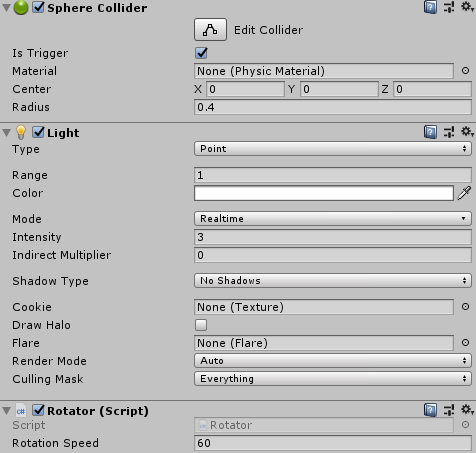 Sphere Collider
Edit Collider
Is Trigger
Material None (Physic Material)
Center X 0 Y 0 Z 0
Radius 0.4
Light
Type Point
Range 1
Color
Mode Realtime
Intensity 3
Indirect Multiplier 0
Shadow Type No Shadows
Cookie None (Texture)
Draw Halo
Flare None (Flare)
Render Mode Auto
Culling Mask Everything
c# Rotator (Script)
Script Rotator
Rotation Speed 60